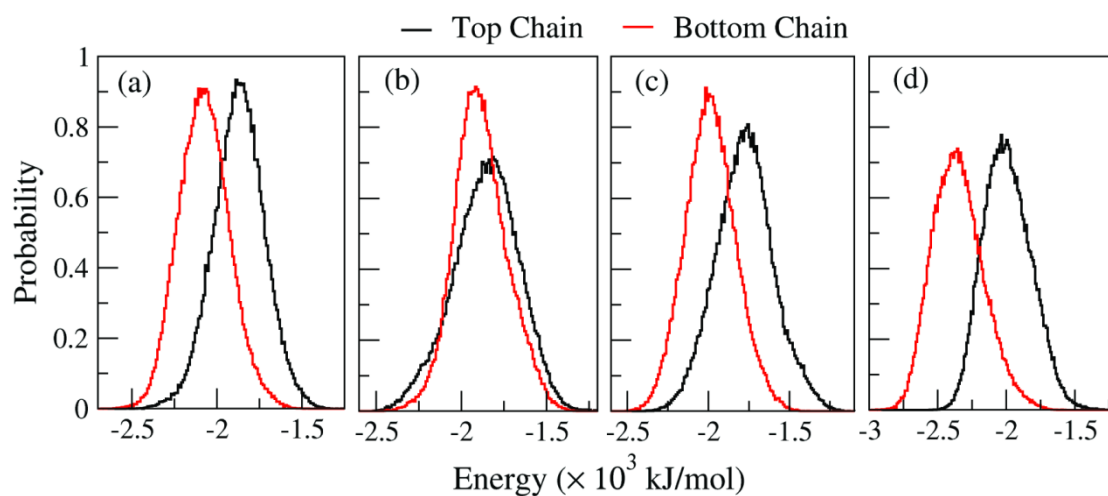 Top Chain Bottom Chain
(a) (b) (c) (d)
1
0.8
0.6
0.4
0.2
0
Probability
-2.5 -2 -1.5 -2.5 -2 -1.5 -2.5 -2 -1.5 -3 -2.5 -2 -1.5
Energy (× 10³ kJ/mol)